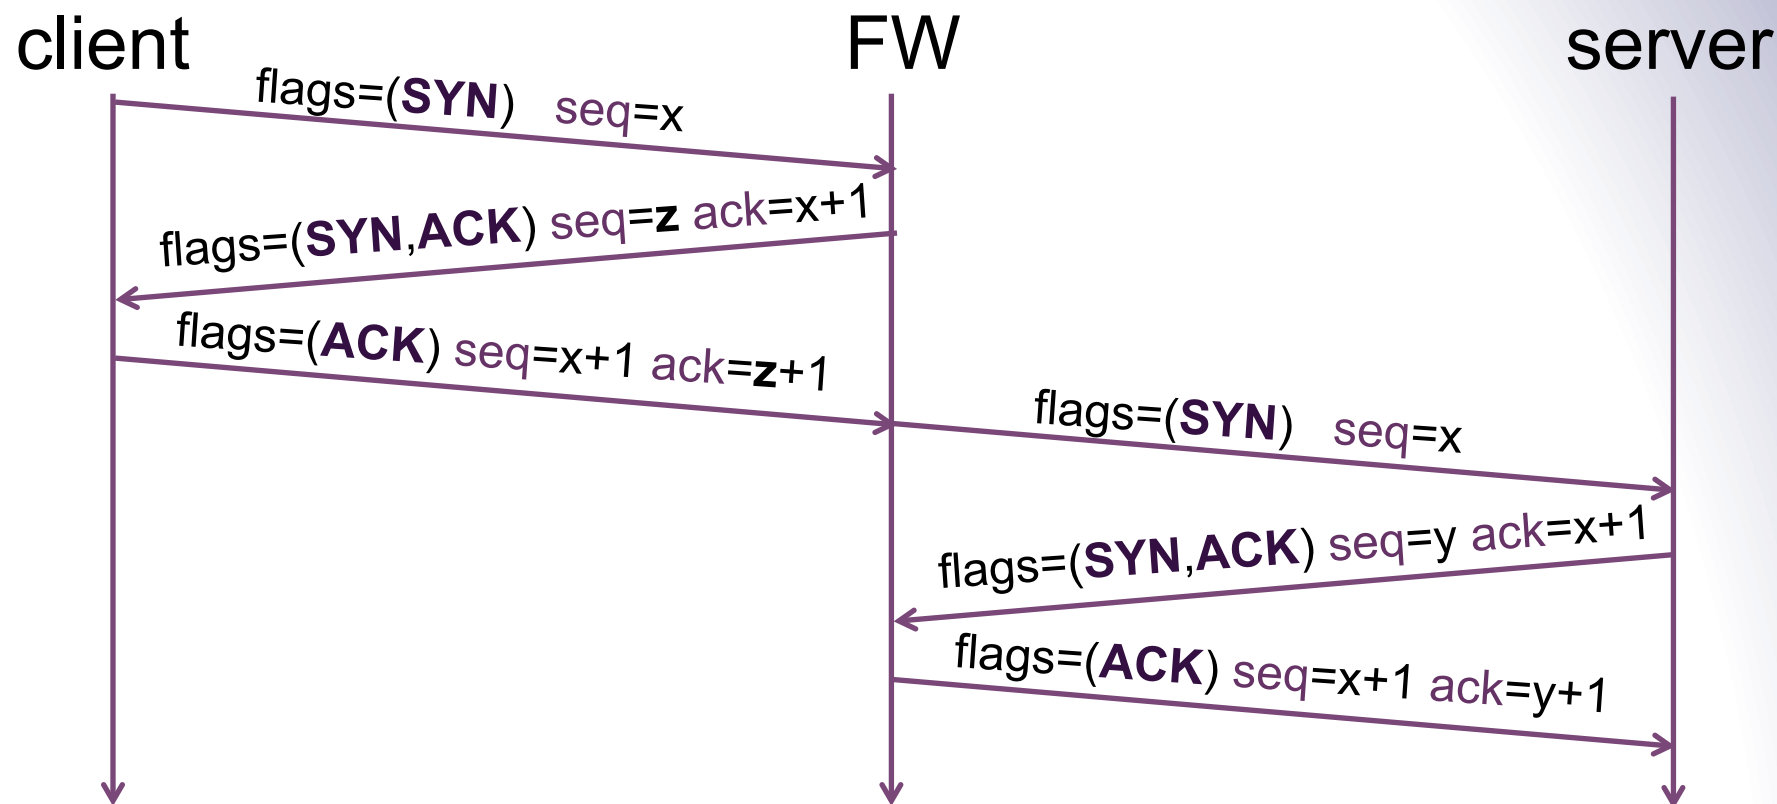 client
FW
server
flags=(SYN) seq=x
flags=(SYN,ACK) seq=z ack=x+1
flags=(ACK) seq=x+1 ack=z+1
flags=(SYN) seq=x
flags=(SYN,ACK) seq=y ack=x+1
flags=(ACK) seq=x+1 ack=y+1